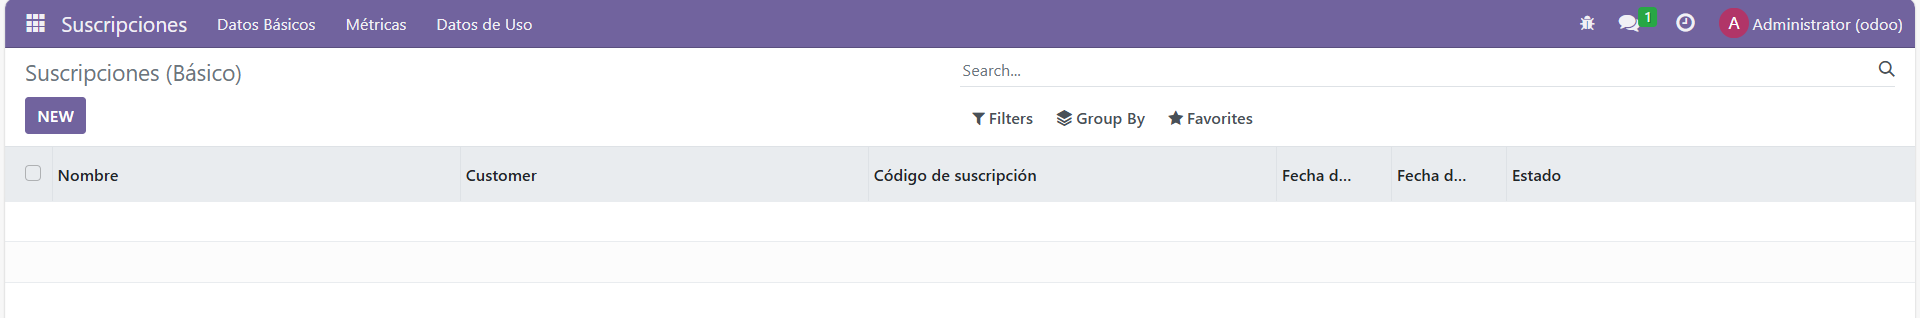 Suscripciones Datos Básicos Métricas Datos de Uso 1 A Administrator (odoo)
Suscripciones (Básico) Search...
NEW Filters Group By Favorites
Nombre Customer Código de suscripción Fecha d... Fecha d... Estado